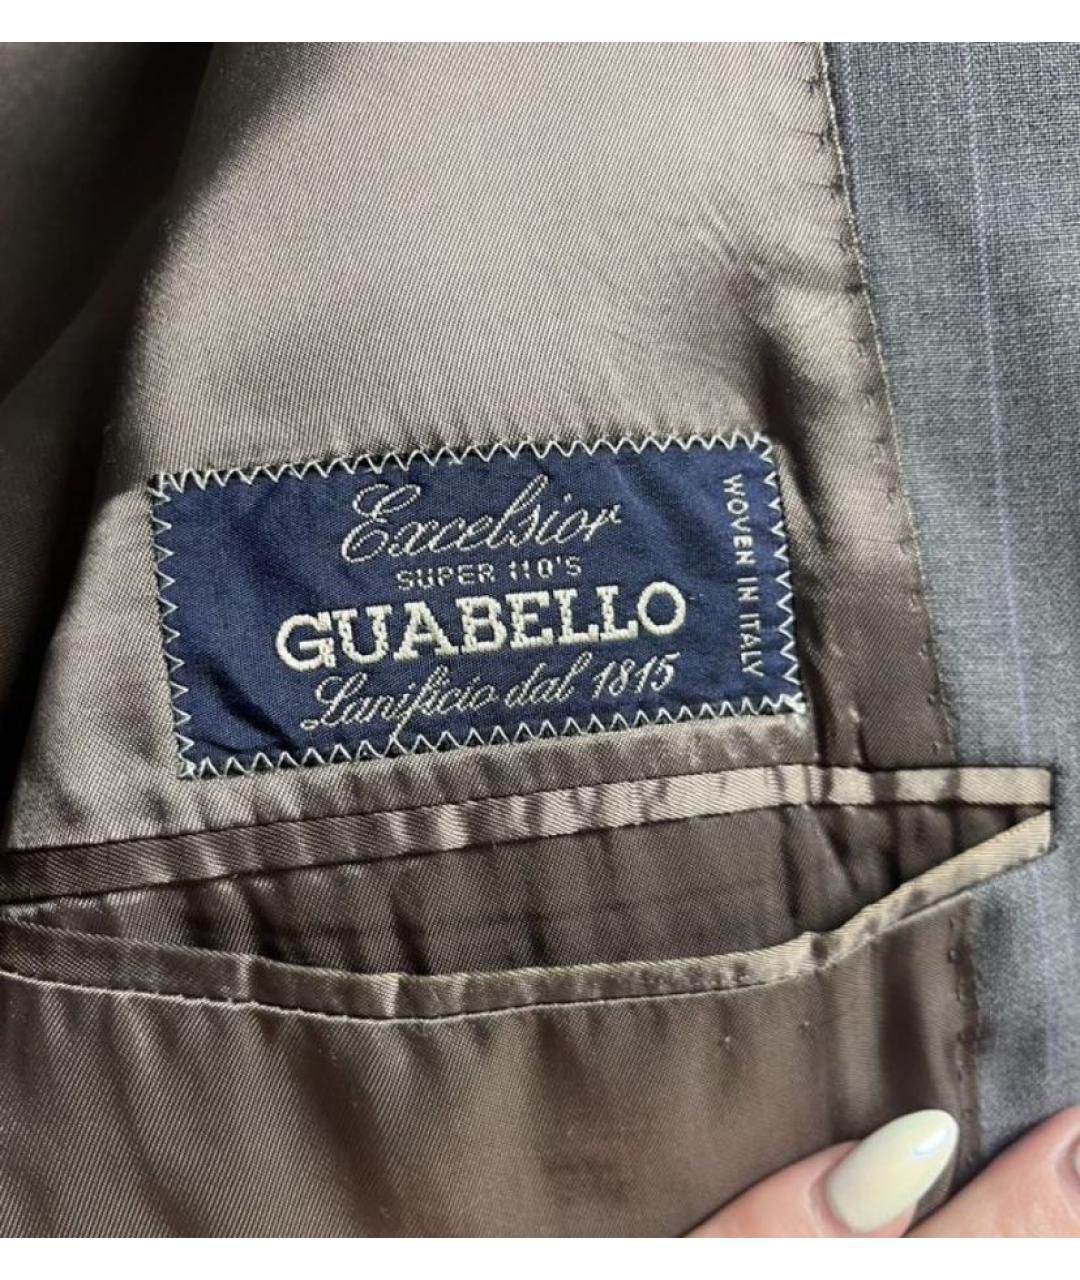 Excelsior
SUPER 110'S
GUABELLO
Lanificio dal 1815
WOVEN IN ITALY